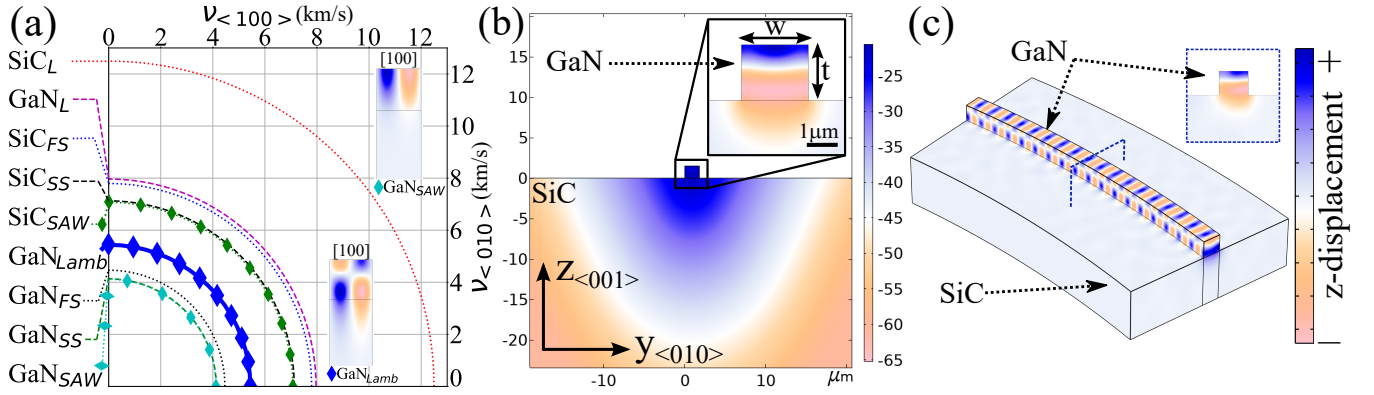 (a)
ν<100> (km/s)
0 2 4 6 8 10 12
SiC_L
GaN_L
SiC_FS
SiC_SS
SiC_SAW
GaN_Lamb
GaN_FS
GaN_SS
GaN_SAW
[100]
GaN_SAW
[100]
GaN_Lamb
12
10
8
6
4
2
0
ν<010> (km/s)
(b)
15
10
5
0
-5
-10
-15
-20
GaN
w
t
1μm
SiC
z<001>
y<010>
-10 0 10 μm
-25
-30
-35
-40
-45
-50
-55
-60
-65
(c)
GaN
SiC
z-displacement
+
−